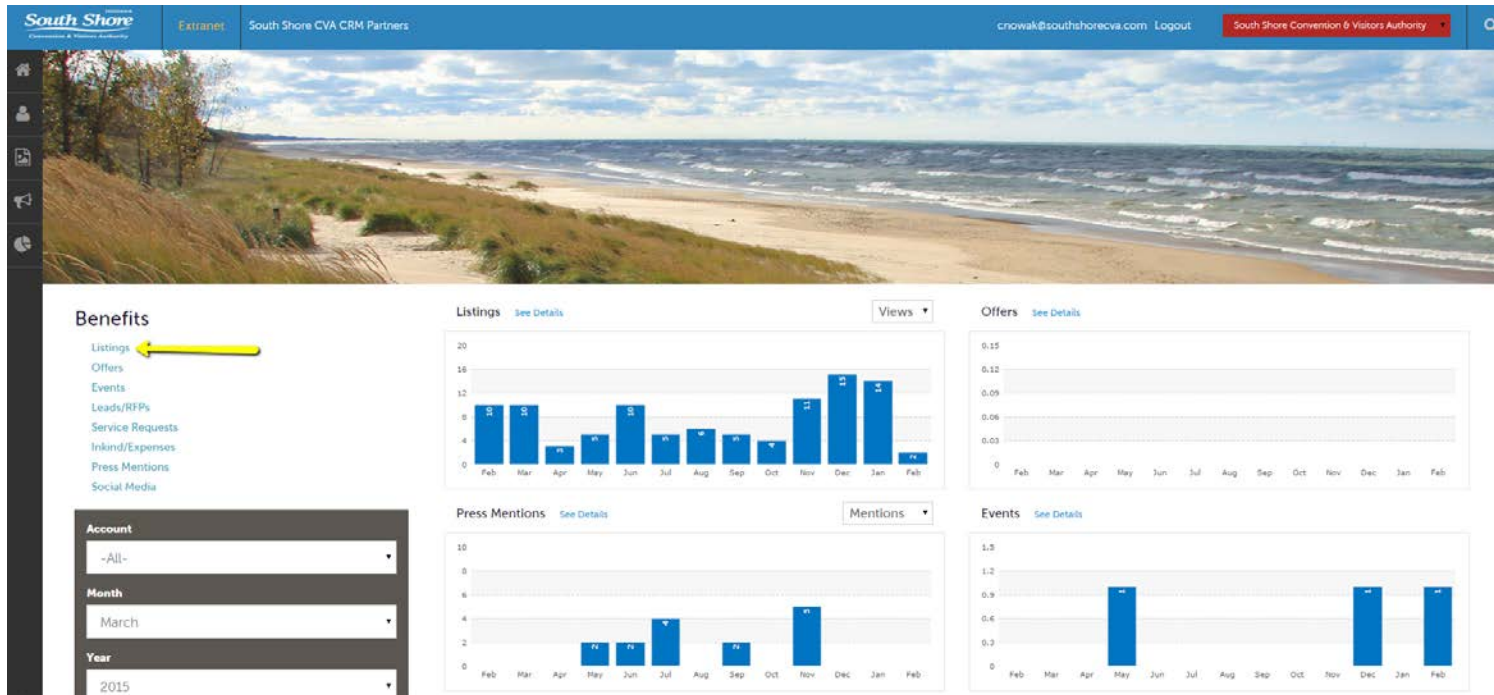 South Shore
Convention & Visitors Authority
Extranet
South Shore CVA CRM Partners
cnowak@southshorecva.com Logout
South Shore Convention & Visitors Authority
Benefits
Listings
Offers
Events
Leads/RFPs
Service Requests
Inkind/Expenses
Press Mentions
Social Media
Account
-All-
Month
March
Year
2015
Listings See Details Views
20
16
12
8
4
0
10 10 3 5 10 5 6 5 4 11 15 14 2
Feb Mar Apr May Jun Jul Aug Sep Oct Nov Dec Jan Feb
Offers See Details
0.15
0.12
0.09
0.06
0.03
0
Feb Mar Apr May Jun Jul Aug Sep Oct Nov Dec Jan Feb
Press Mentions See Details Mentions
10
8
6
4
2
0
2 2 4 2 5
Feb Mar Apr May Jun Jul Aug Sep Oct Nov Dec Jan Feb
Events See Details
1.5
1.2
0.9
0.6
0.3
0
1 1 1
Feb Mar Apr May Jun Jul Aug Sep Oct Nov Dec Jan Feb